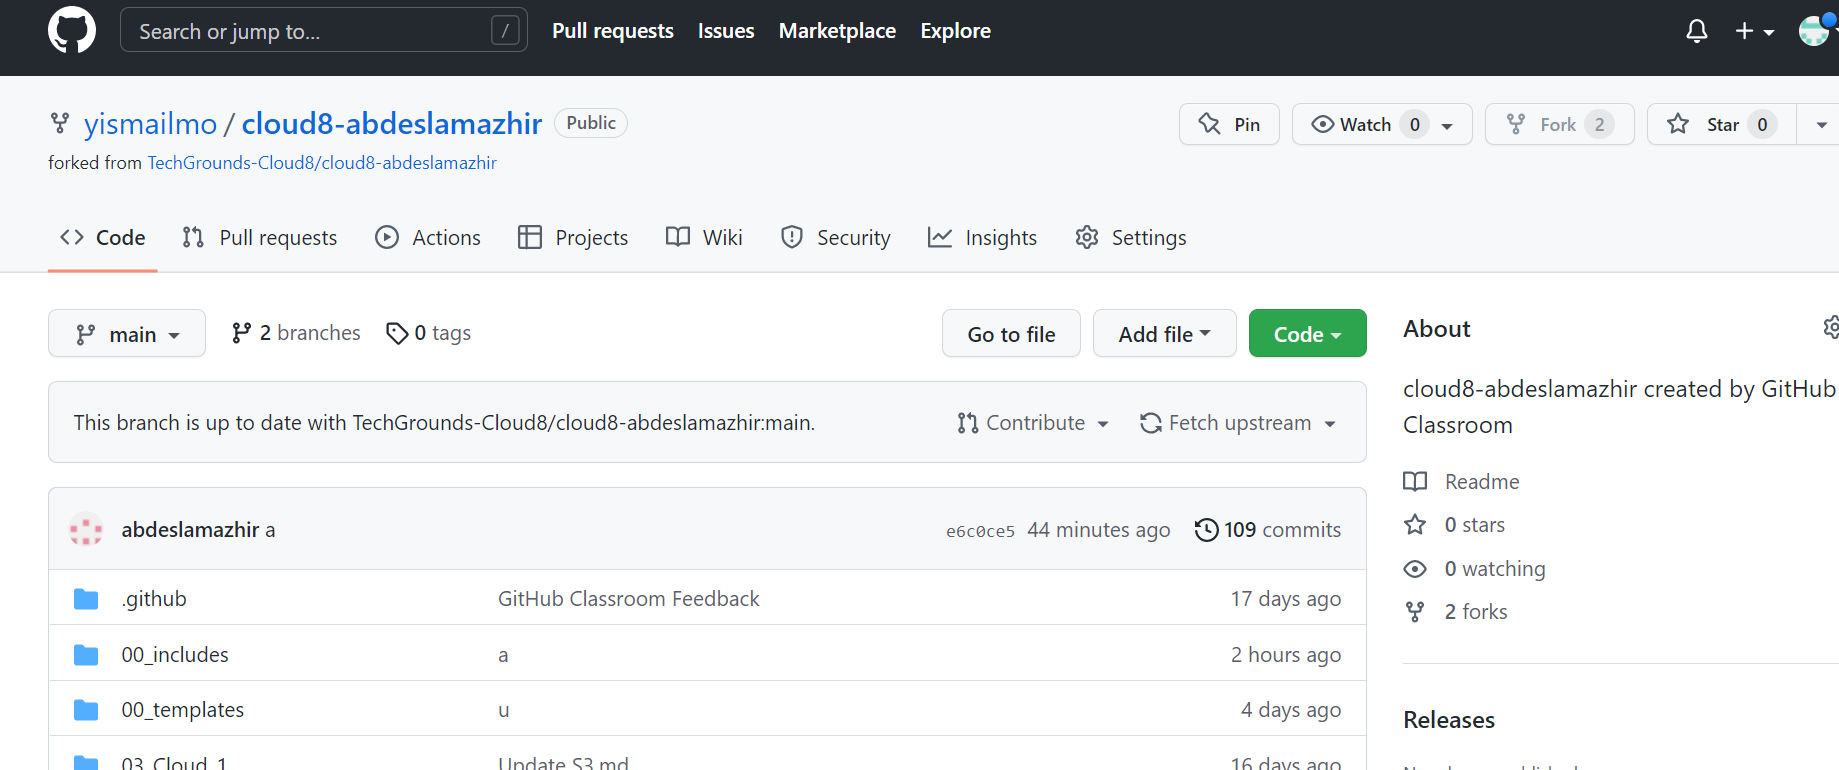 Search or jump to... /
Pull requests Issues Marketplace Explore
yismailmo / cloud8-abdeslamazhir Public
forked from TechGrounds-Cloud8/cloud8-abdeslamazhir
Pin Watch 0 Fork 2 Star 0
Code Pull requests Actions Projects Wiki Security Insights Settings
main 2 branches 0 tags
Go to file Add file Code
This branch is up to date with TechGrounds-Cloud8/cloud8-abdeslamazhir:main.
Contribute Fetch upstream
abdeslamazhir a e6c0ce5 44 minutes ago 109 commits
.github GitHub Classroom Feedback 17 days ago
00_includes a 2 hours ago
00_templates u 4 days ago
03_Cloud_1 Update S3.md 16 days ago
About
cloud8-abdeslamazhir created by GitHub
Classroom
Readme
0 stars
0 watching
2 forks
Releases